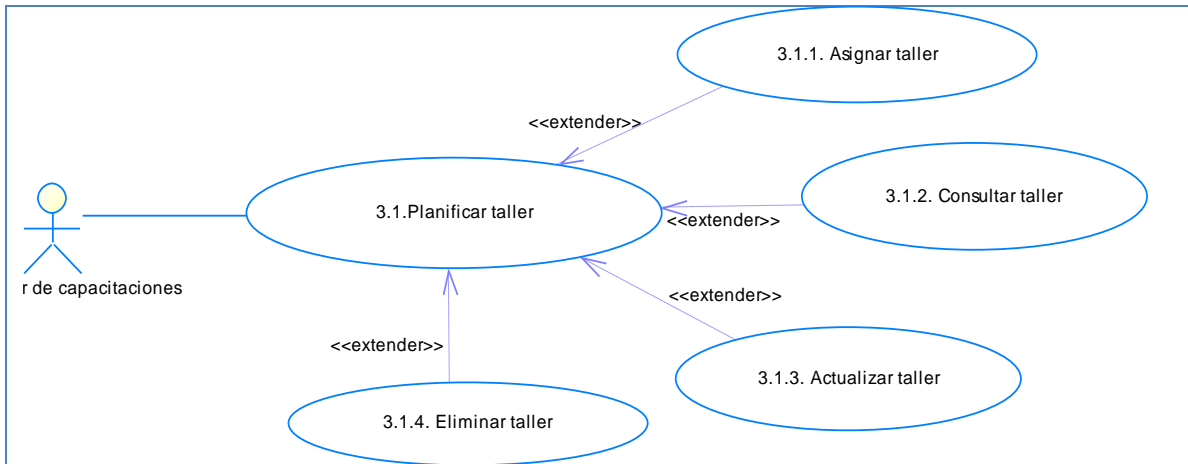 3.1.1. Asignar taller
<<extender>>
3.1.2. Consultar taller
3.1.Planificar taller
<<extender>>
r de capacitaciones
<<extender>>
<<extender>>
3.1.3. Actualizar taller
3.1.4. Eliminar taller